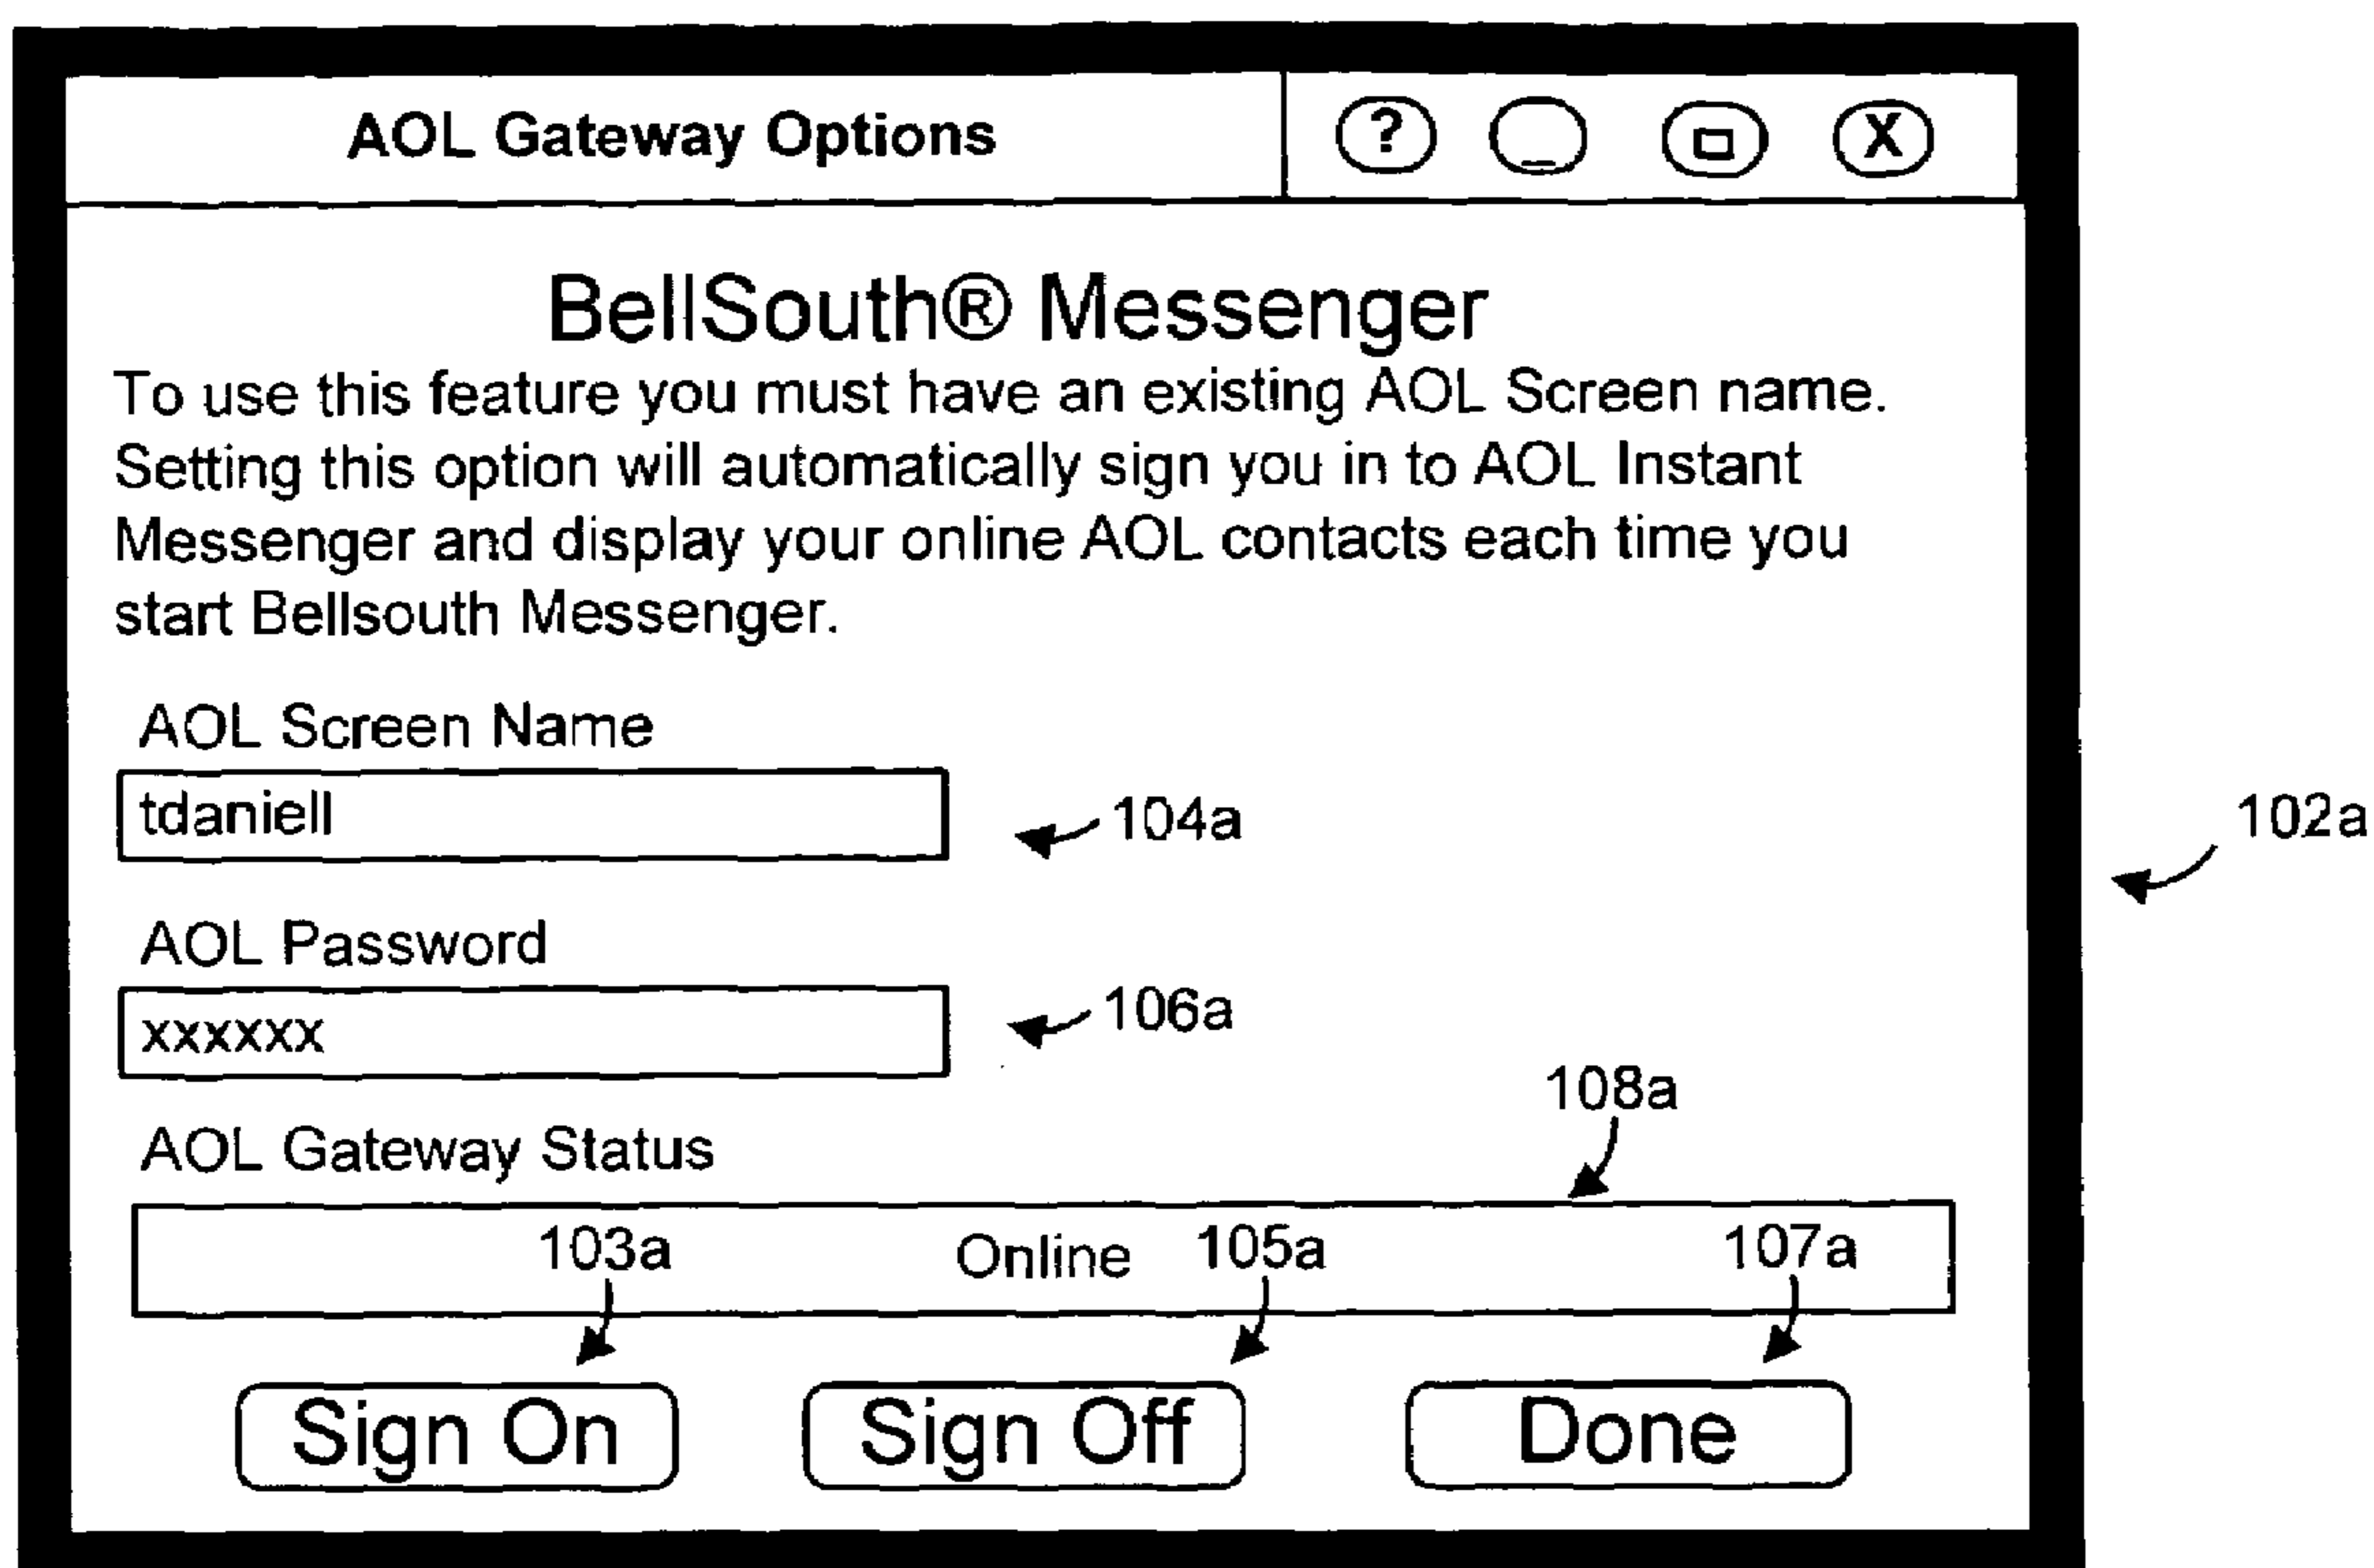 AOL Gateway Options ? _ X
BellSouth® Messenger
To use this feature you must have an existing AOL Screen name.
Setting this option will automatically sign you in to AOL Instant
Messenger and display your online AOL contacts each time you
start Bellsouth Messenger.
AOL Screen Name
tdaniell
104a
102a
AOL Password
xxxxxx
106a
108a
AOL Gateway Status
103a Online 105a 107a
Sign On Sign Off Done